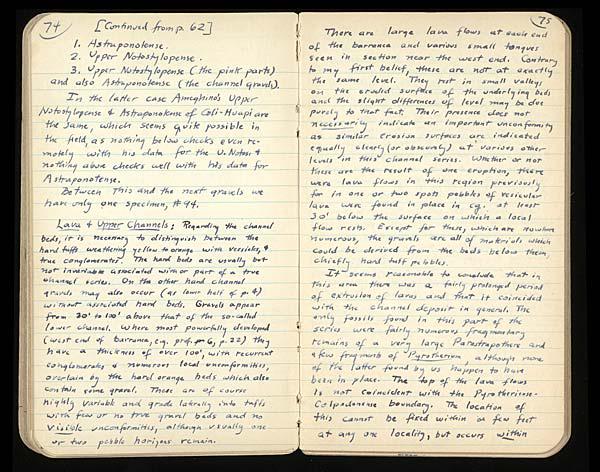 74 [Continued from p. 62]
1. Astraponotense.
2. Upper Notostylopense.
3. Upper Notostylopense (the pink parts)
and also Astraponotense (the channel gravels).
In the latter case Ameghino's Upper
Notostylopense & Astraponotense of Coli-Huapi are
the same, which seems quite possible in
the field, as nothing below checks even re-
motely with his data for the U. Notost. &
nothing above checks well with his data for
Astraponotense.
Between this and the next gravels we
have only one specimen, #94.
Lava & Upper Channels: Regarding the channel
beds, it is necessary to distinguish between the
hard tuffs weathering yellow to orange with vesicles, &
true conglomerates. The hard beds are usually but
not invariably associated with or part of a true
channel series. On the other hand channel
gravels may also occur (as lower half of p. 4)
without associated hard beds. Gravels appear
from 30' to 100' above that of the so-called
lower channel. Where most powerfully developed
(west end of barranca, e.g. prof. p. 6, p. 22) they
have a thickness of over 100', with recurrent
conglomerates & numerous local unconformities,
overlain by the hard orange beds which also
contain some gravel. These are of course
highly variable and grade laterally into tuffs
with few or no true gravel beds and no
visible unconformities, although usually one
or two pebble horizons remain.
75
There are large lava flows at each end
of the barranca and various small tongues
seen in section near the west end. Contrary
to my first belief, these are not at exactly
the same level. They rest in small valleys
on the eroded surface of the underlying beds
and the slight differences of level may be due
purely to that fact. Their presence does not
necessarily indicate an important unconformity
as similar erosion surfaces are indicated
equally clearly (or obscurely) at various other
levels in this channel series. Whether or not
these are the result of one eruption, there
were lava flows in this region previously
for in one or two spots pebbles of vesicular
lava were found in place in cg. at least
30' below the surface on which a local
flow rests. Except for these, which are nowhere
numerous, the gravels are all of materials which
could be derived from the beds below them,
chiefly hard tuff pebbles.
It seems reasonable to conclude that in
this area there was a fairly prolonged period
of extrusion of lavas and that it coincided
with the channel deposit in general. The
only fossils found in this part of the
series were fairly numerous fragmentary
remains of a very large Parastrapothere and
a few fragments of Pyrotherium, although none
of the latter found by us happen to have
been in place. The top of the lava flows
is not coincident with the Pyrotherium-
Colpodonense boundary. The location of
this cannot be fixed within a few feet
at any one locality, but occurs within